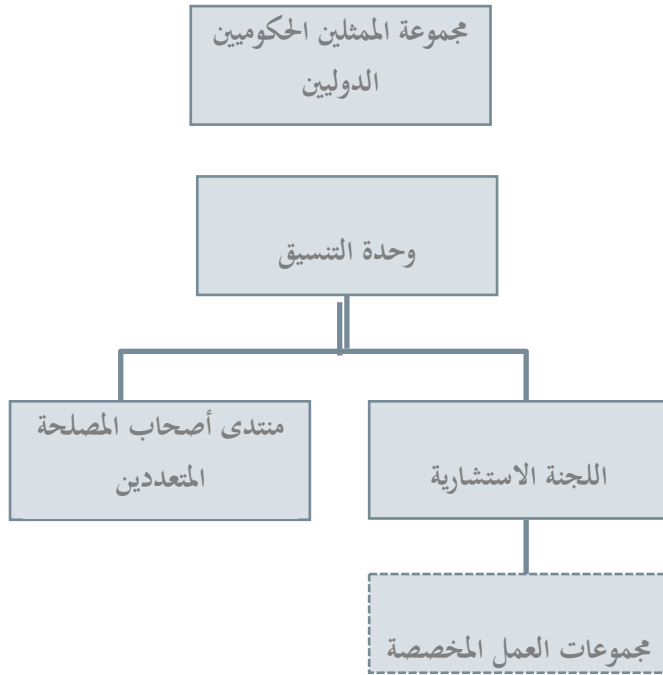 مجموعة الممثلين الحكوميين
الدوليين
وحدة التنسيق
منتدى أصحاب المصلحة
المتعددين
اللجنة الاستشارية
مجموعات العمل المخصصة